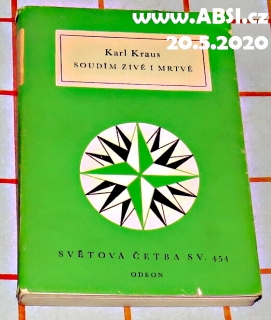 www.ABSI.cz
20.5.2020
Karl Kraus
SOUDÍM ŽIVÉ I MRTVÉ
SVĚTOVÁ ČETBA SV. 454
ODEON